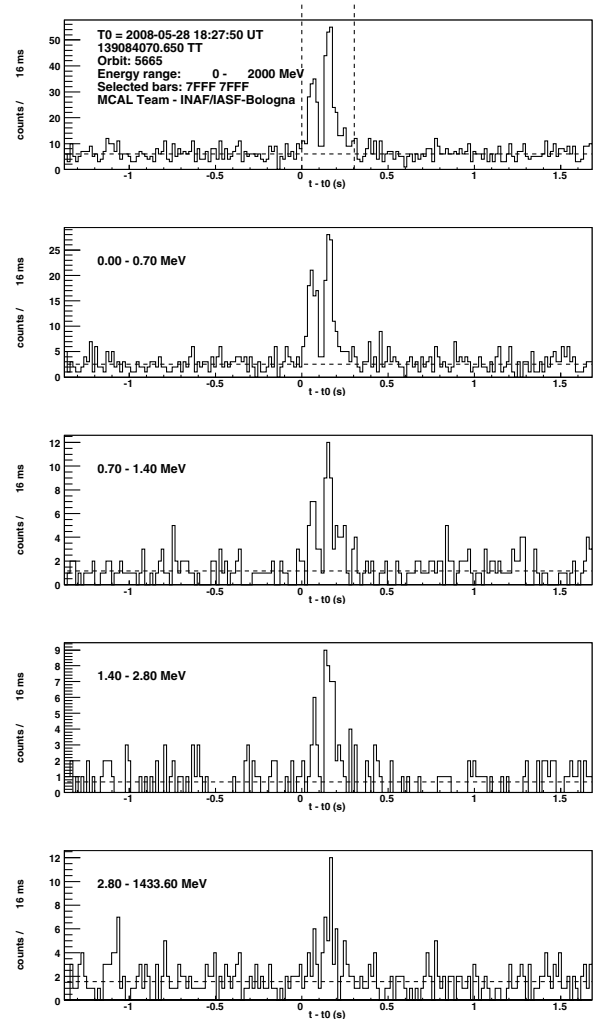 T0 = 2008-05-28 18:27:50 UT
139084070.650 TT
Orbit: 5665
Energy range: 0 - 2000 MeV
Selected bars: 7FFF 7FFF
MCAL Team - INAF/IASF-Bologna
counts / 16 ms
50
40
30
20
10
0
-1 -0.5 0 0.5 1 1.5
t - t0 (s)
0.00 - 0.70 MeV
counts / 16 ms
25
20
15
10
5
0
-1 -0.5 0 0.5 1 1.5
t - t0 (s)
0.70 - 1.40 MeV
counts / 16 ms
12
10
8
6
4
2
0
-1 -0.5 0 0.5 1 1.5
t - t0 (s)
1.40 - 2.80 MeV
counts / 16 ms
9
8
7
6
5
4
3
2
1
0
-1 -0.5 0 0.5 1 1.5
t - t0 (s)
2.80 - 1433.60 MeV
counts / 16 ms
12
10
8
6
4
2
0
-1 -0.5 0 0.5 1 1.5
t - t0 (s)